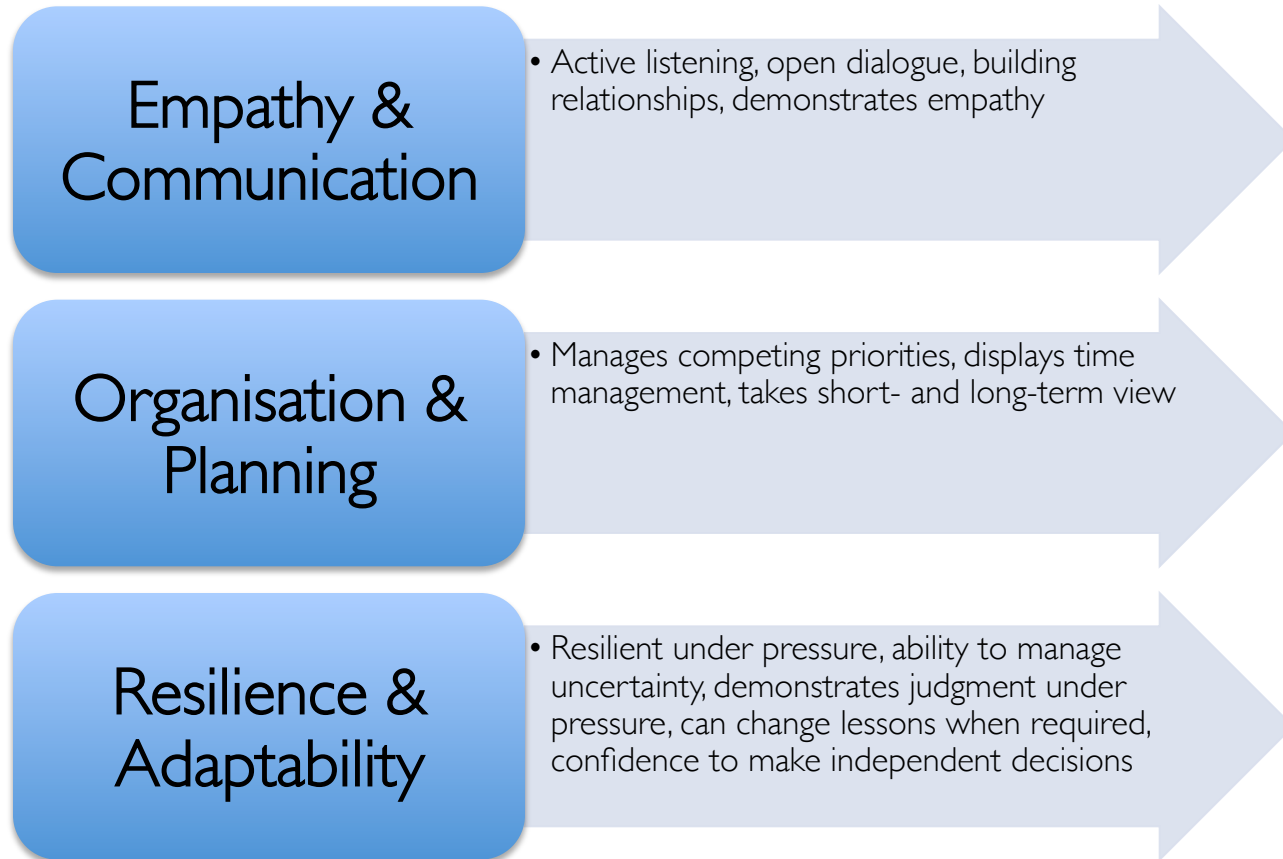 Empathy &
Communication
• Active listening, open dialogue, building
relationships, demonstrates empathy
Organisation &
Planning
• Manages competing priorities, displays time
management, takes short- and long-term view
Resilience &
Adaptability
• Resilient under pressure, ability to manage
uncertainty, demonstrates judgment under
pressure, can change lessons when required,
confidence to make independent decisions